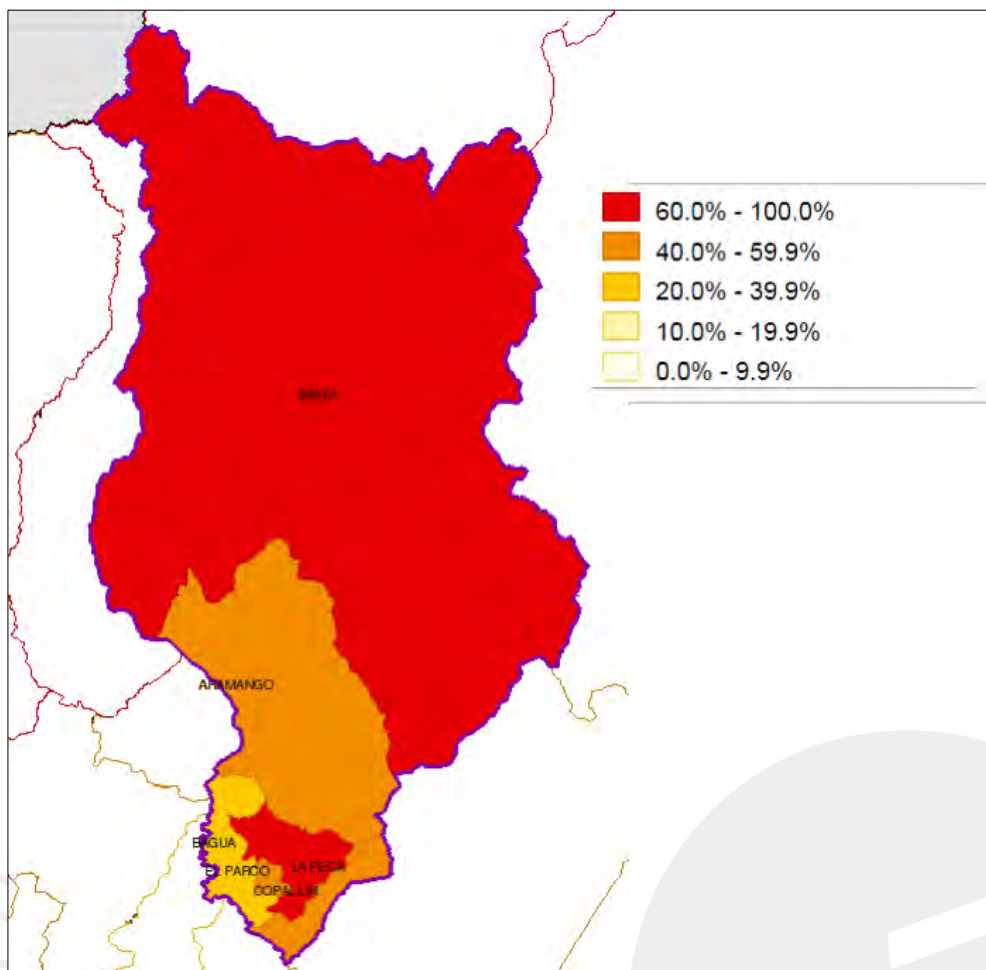 60.0% - 100.0%
40.0% - 59.9%
20.0% - 39.9%
10.0% - 19.9%
0.0% - 9.9%
IMAZA
ARAMANGO
BAGUA
LA PECA
EL PARCO
COPALLIN